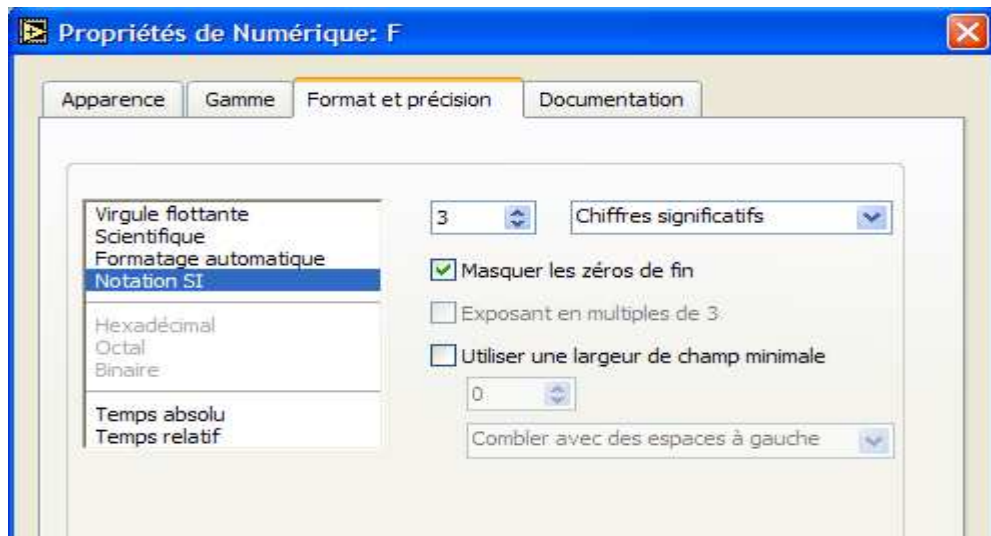 Propriétés de Numérique: F
Apparence
Gamme
Format et précision
Documentation
Virgule flottante
Scientifique
Formatage automatique
Notation SI
Hexadécimal
Octal
Binaire
Temps absolu
Temps relatif
3
Chiffres significatifs
Masquer les zéros de fin
Exposant en multiples de 3
Utiliser une largeur de champ minimale
0
Combler avec des espaces à gauche